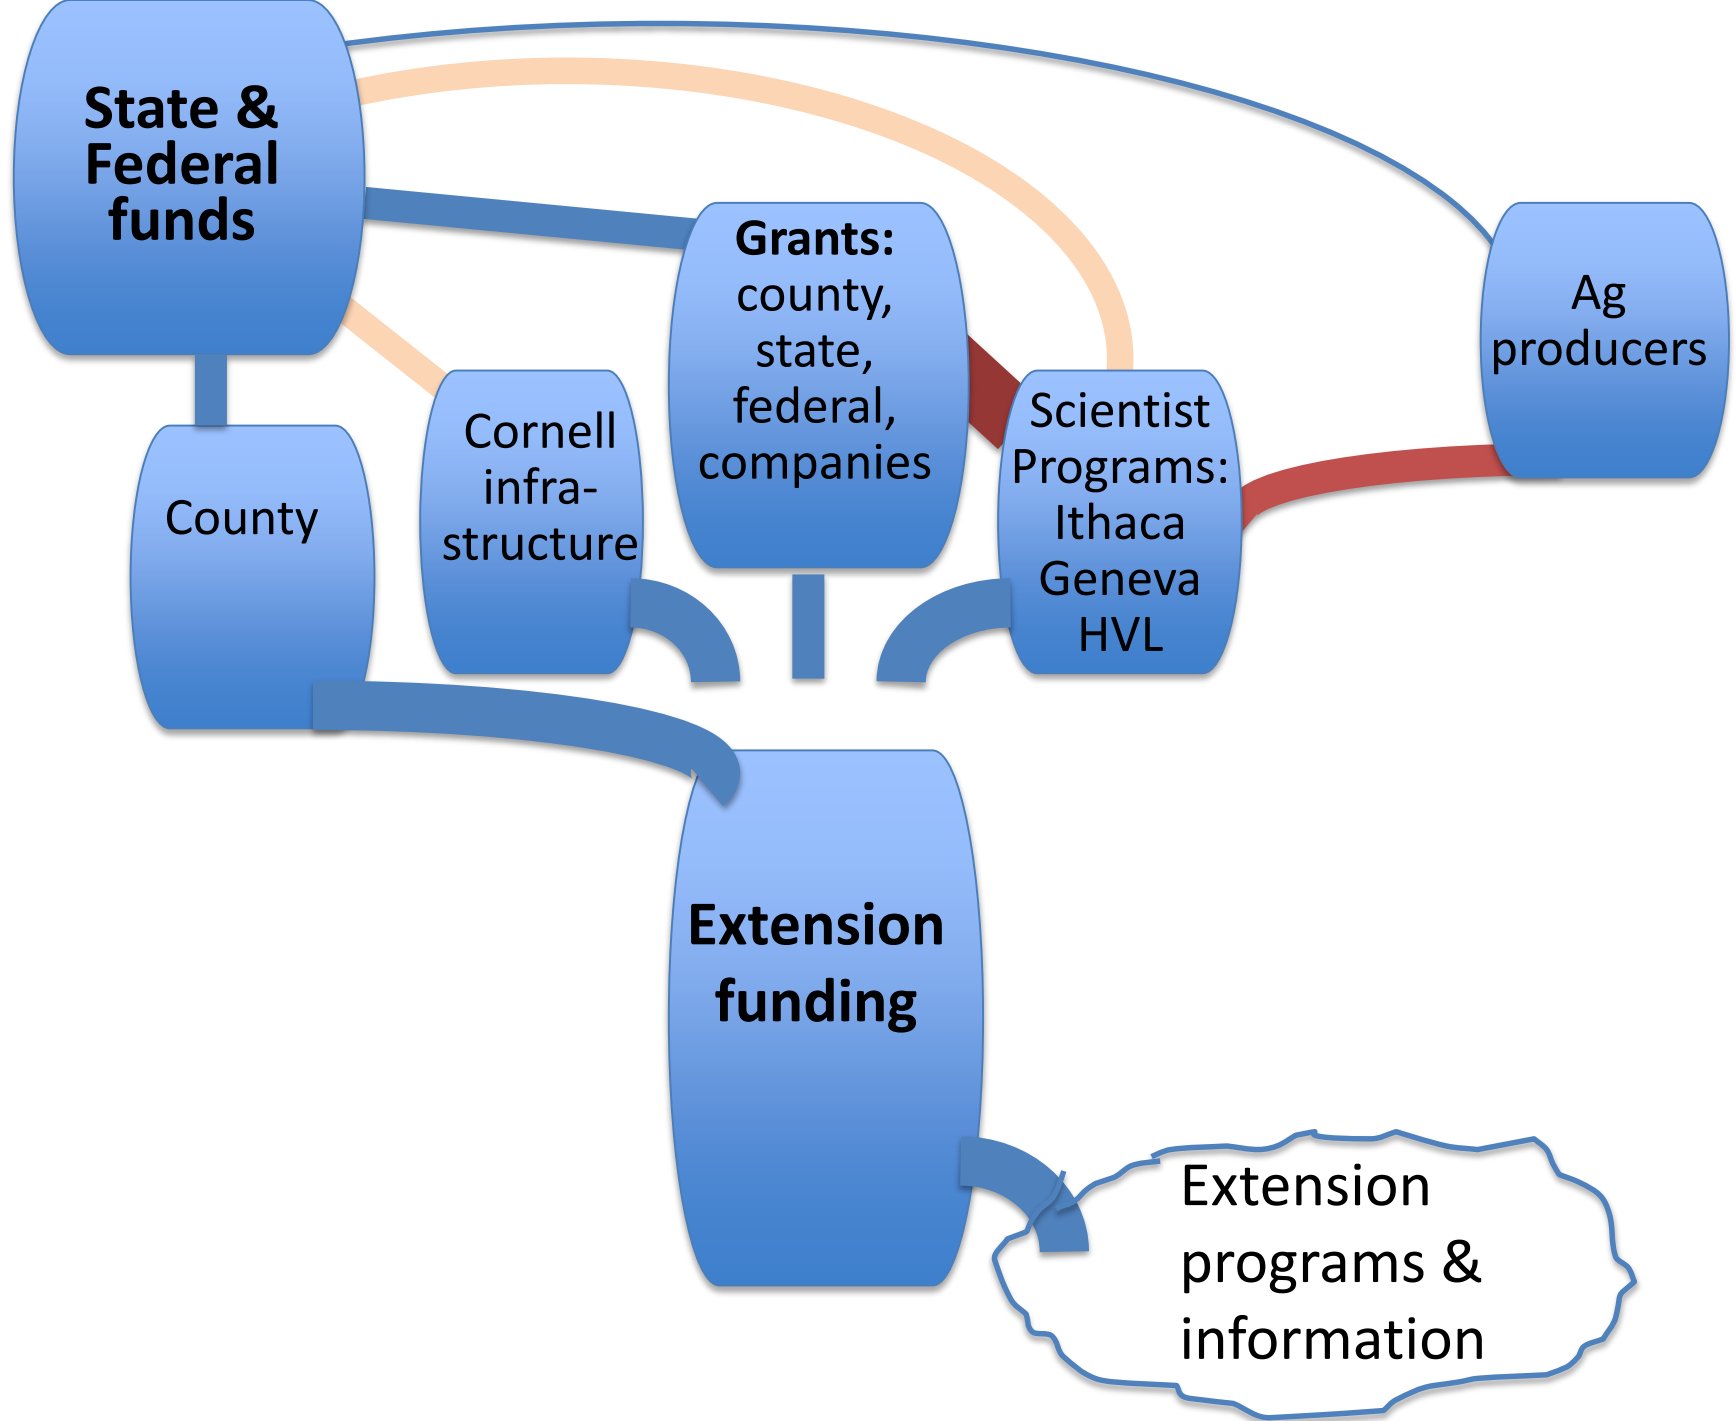 State &
Federal
funds
Grants:
county,
state,
federal,
companies
Ag
producers
Cornell
infra-
structure
Scientist
Programs:
Ithaca
Geneva
HVL
County
Extension
funding
Extension
programs &
information